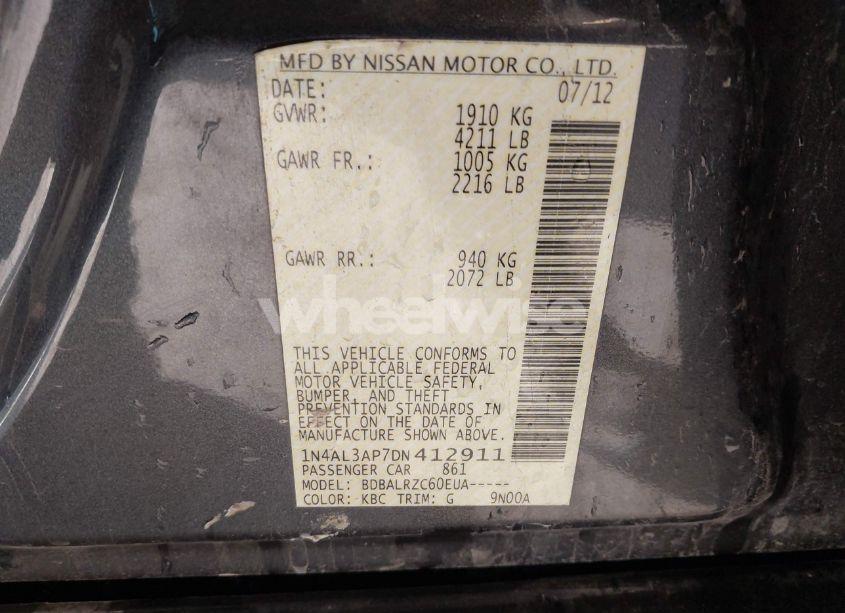 MFD BY NISSAN MOTOR CO., LTD.
DATE: 07/12
GVWR: 1910 KG
4211 LB
GAWR FR.: 1005 KG
2216 LB
GAWR RR.: 940 KG
2072 LB
wheelwise
THIS VEHICLE CONFORMS TO
ALL APPLICABLE FEDERAL
MOTOR VEHICLE SAFETY,
BUMPER, AND THEFT
PREVENTION STANDARDS IN
EFFECT ON THE DATE OF
MANUFACTURE SHOWN ABOVE.
1N4AL3AP7DN412911
PASSENGER CAR 861
MODEL: BDBALRZC60EUA-----
COLOR: KBC TRIM: G 9N00A